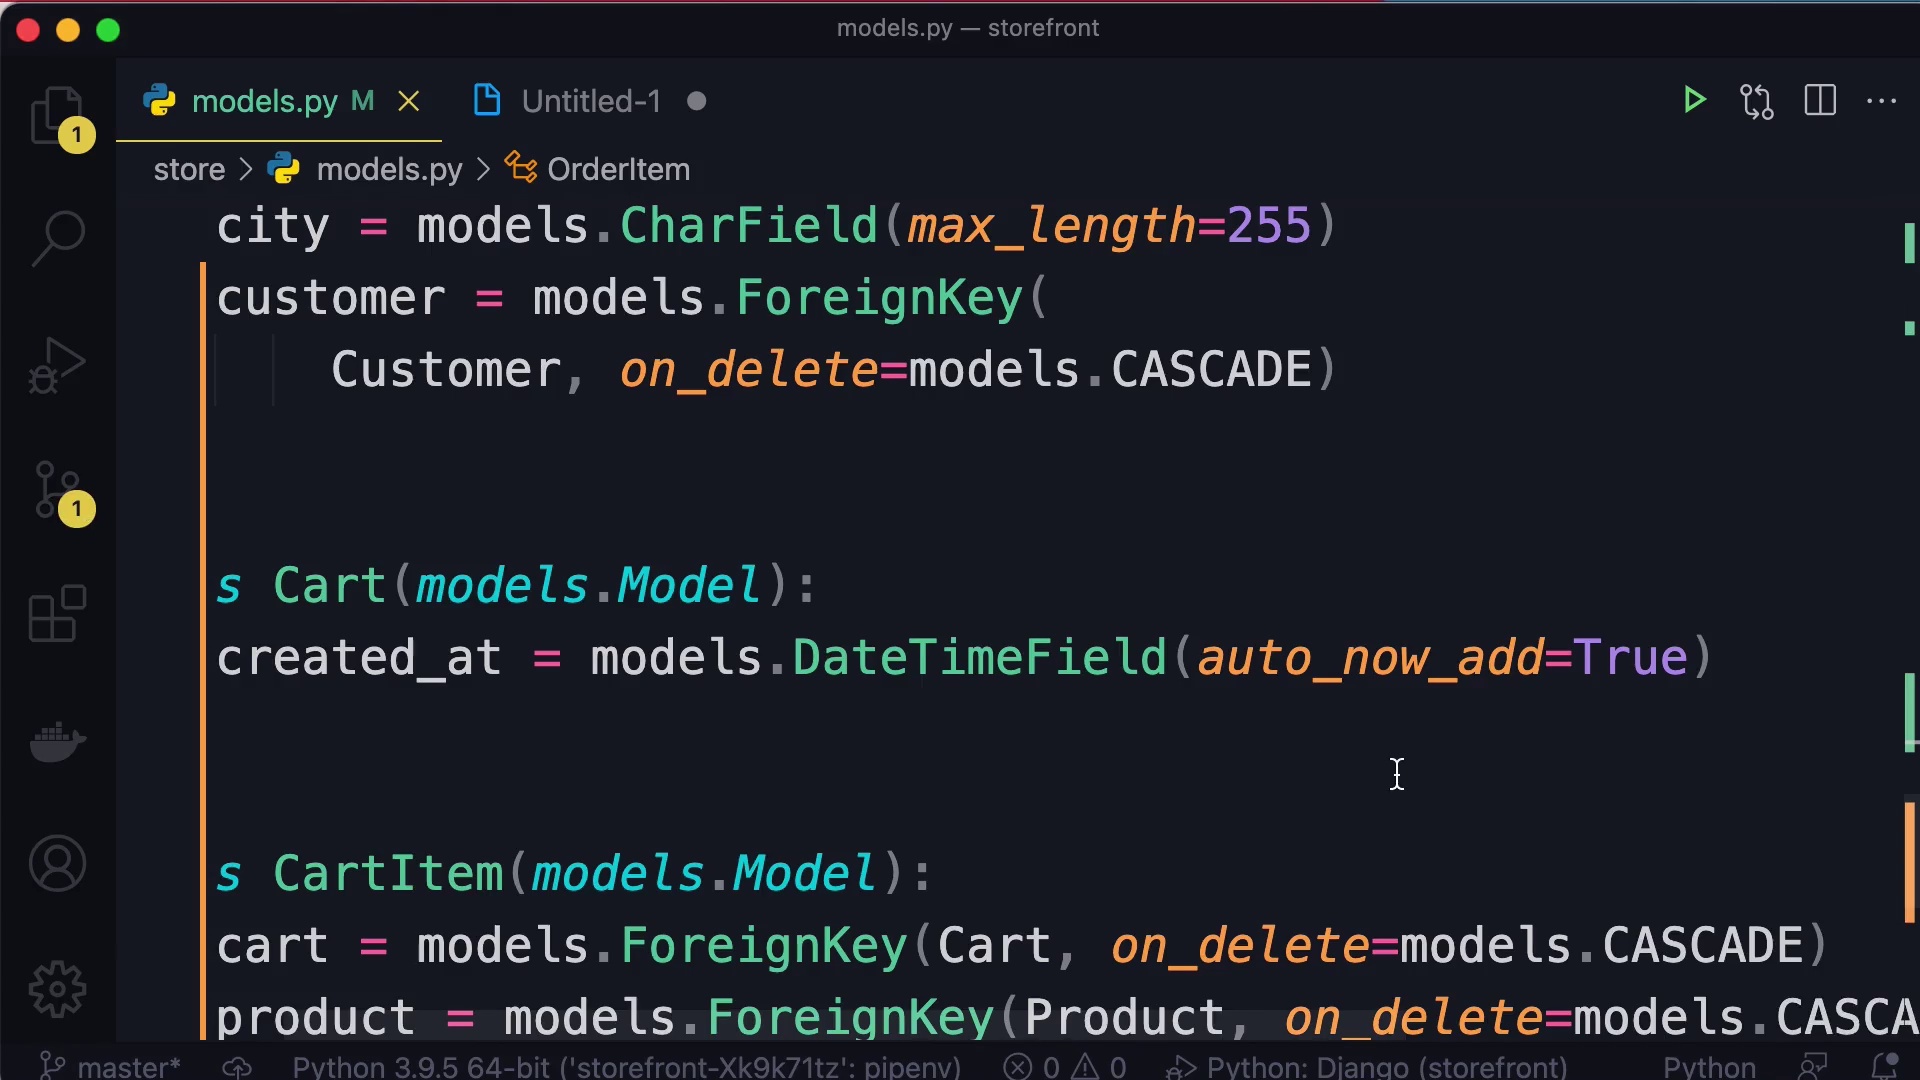 models.py — storefront
models.py M
Untitled-1
1
store > models.py > OrderItem
city = models.CharField(max_length=255)
customer = models.ForeignKey(
Customer, on_delete=models.CASCADE)
1
s Cart(models.Model):
created_at = models.DateTimeField(auto_now_add=True)
s CartItem(models.Model):
cart = models.ForeignKey(Cart, on_delete=models.CASCADE)
product = models.ForeignKey(Product, on_delete=models.CASCA
master* Python 3.9.5 64-bit ('storefront-Xk9k71tz': pipenv) 0 0 Python: Django (storefront) Python